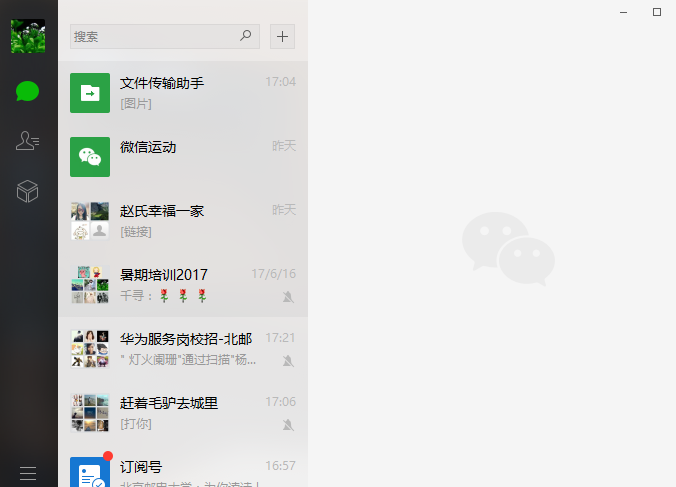 搜索
文件传输助手 17:04
[图片]
微信运动 昨天
赵氏幸福一家 昨天
[链接]
暑期培训2017 17/6/16
千寻：🌹🌹🌹
华为服务岗校招-北邮 17:21
" 灯火阑珊"通过扫描"杨...
赶着毛驴去城里 17:06
[打你]
订阅号 16:57